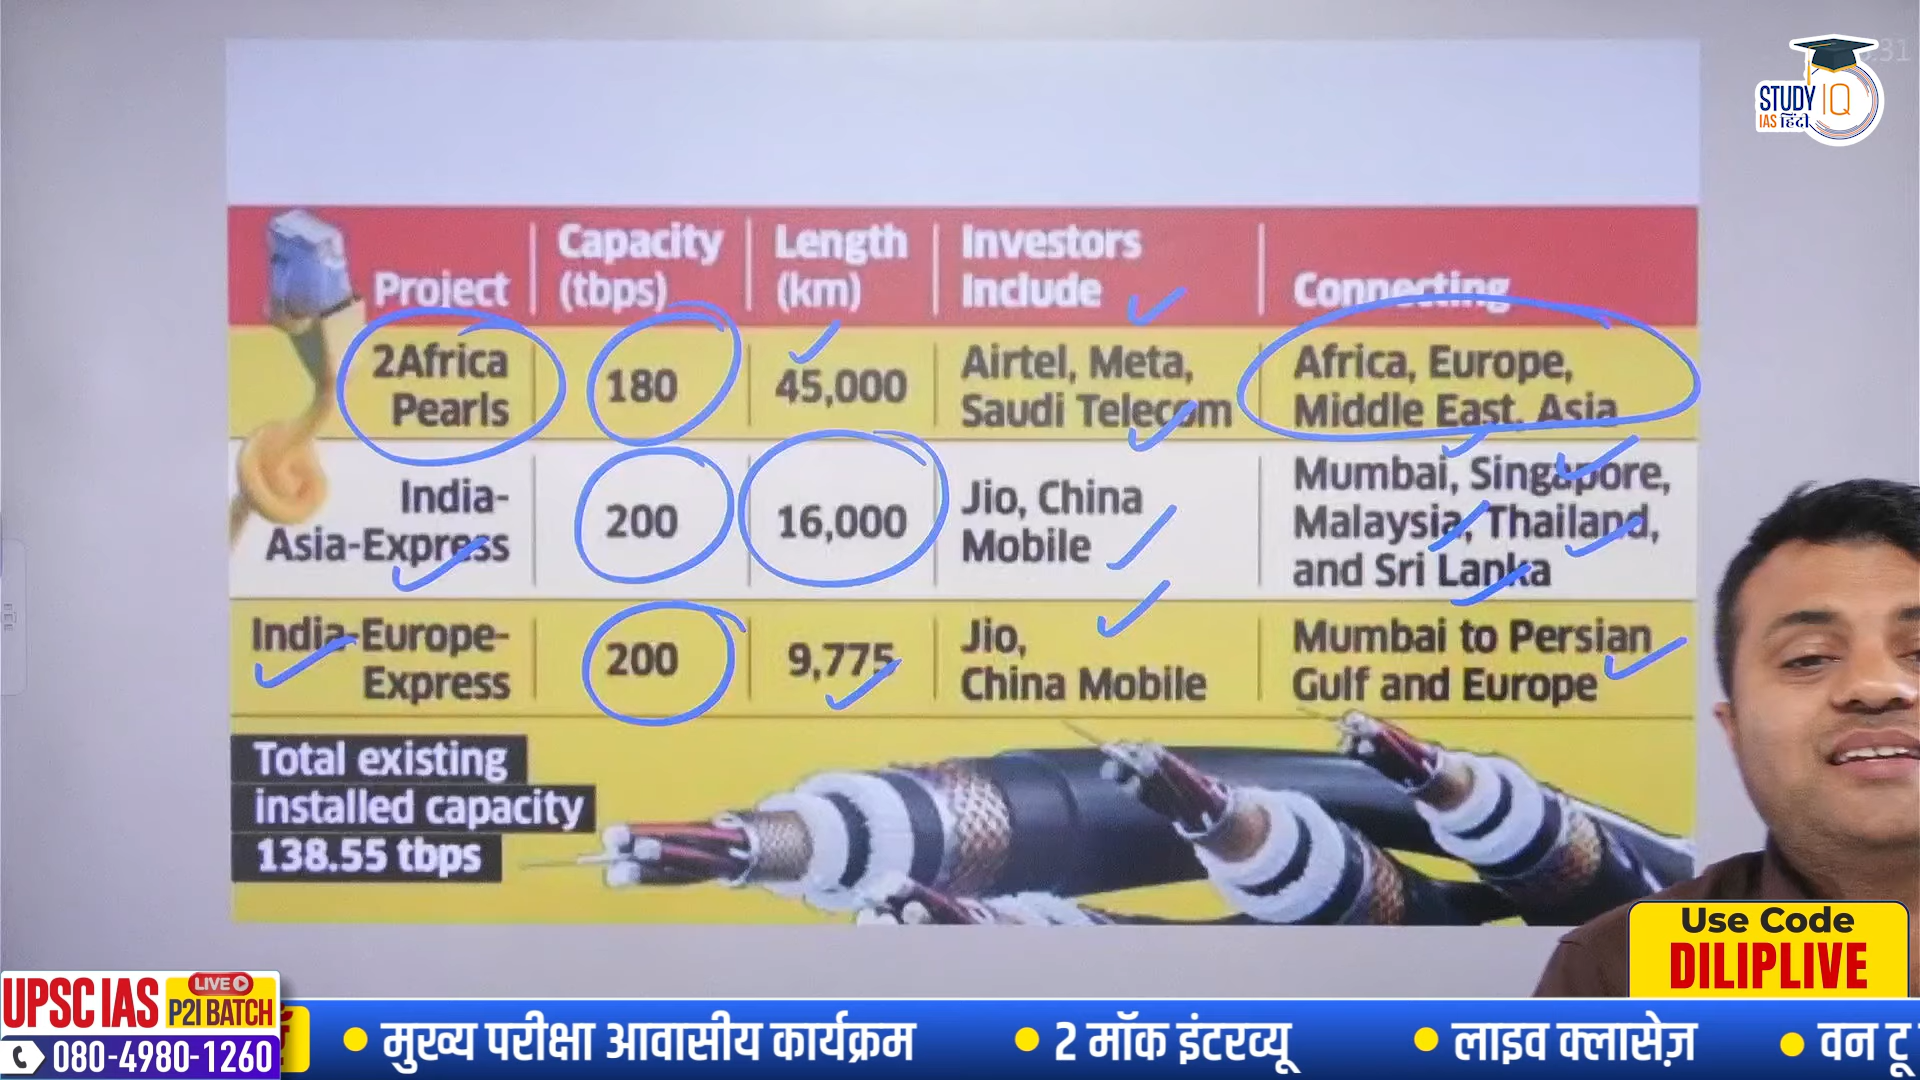 STUDY IQ
IAS हिंदी
Project
Capacity
(tbps)
Length
(km)
Investors
Include
Connecting
2Africa
Pearls
180
45,000
Airtel, Meta,
Saudi Telecom
Africa, Europe,
Middle East, Asia
India-
Asia-Express
200
16,000
Jio, China
Mobile
Mumbai, Singapore,
Malaysia, Thailand,
and Sri Lanka
India-Europe-
Express
200
9,775
Jio,
China Mobile
Mumbai to Persian
Gulf and Europe
Total existing
installed capacity
138.55 tbps
Use Code
DILIPLIVE
UPSC IAS
LIVE
P2I BATCH
080-4980-1260
मुख्य परीक्षा आवासीय कार्यक्रम
2 मॉक इंटरव्यू
लाइव क्लासेज़
वन टू